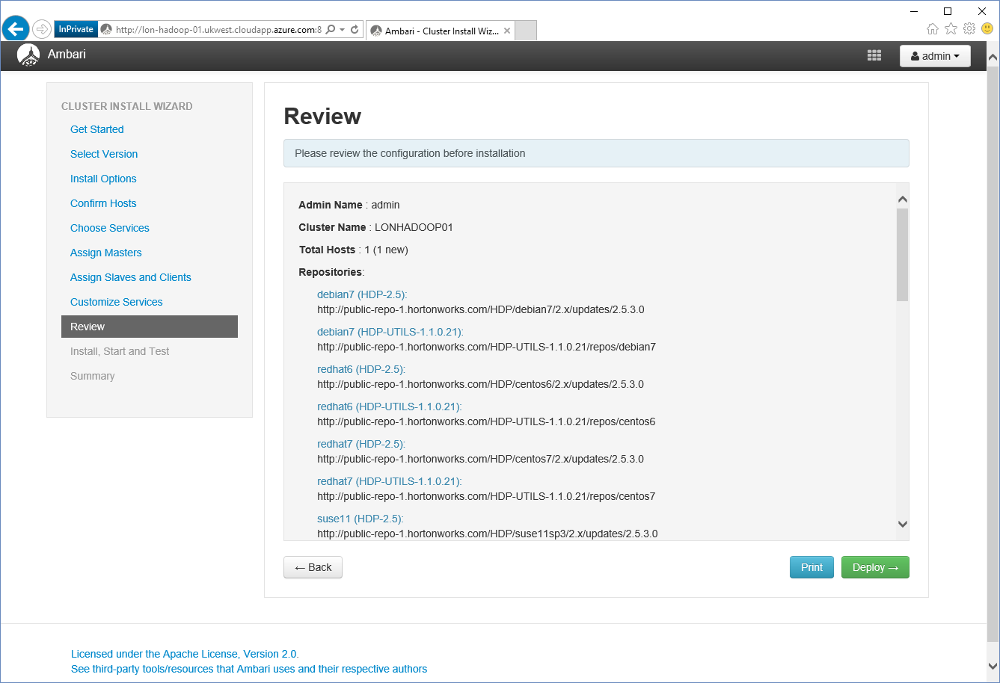 InPrivate
http://lon-hadoop-01.ukwest.cloudapp.azure.com:8
Ambari - Cluster Install Wiz...
Ambari
admin
CLUSTER INSTALL WIZARD
Get Started
Select Version
Install Options
Confirm Hosts
Choose Services
Assign Masters
Assign Slaves and Clients
Customize Services
Review
Install, Start and Test
Summary
Review
Please review the configuration before installation
Admin Name : admin
Cluster Name : LONHADOOP01
Total Hosts : 1 (1 new)
Repositories:
debian7 (HDP-2.5):
http://public-repo-1.hortonworks.com/HDP/debian7/2.x/updates/2.5.3.0
debian7 (HDP-UTILS-1.1.0.21):
http://public-repo-1.hortonworks.com/HDP-UTILS-1.1.0.21/repos/debian7
redhat6 (HDP-2.5):
http://public-repo-1.hortonworks.com/HDP/centos6/2.x/updates/2.5.3.0
redhat6 (HDP-UTILS-1.1.0.21):
http://public-repo-1.hortonworks.com/HDP-UTILS-1.1.0.21/repos/centos6
redhat7 (HDP-2.5):
http://public-repo-1.hortonworks.com/HDP/centos7/2.x/updates/2.5.3.0
redhat7 (HDP-UTILS-1.1.0.21):
http://public-repo-1.hortonworks.com/HDP-UTILS-1.1.0.21/repos/centos7
suse11 (HDP-2.5):
http://public-repo-1.hortonworks.com/HDP/suse11sp3/2.x/updates/2.5.3.0
← Back
Print
Deploy →
Licensed under the Apache License, Version 2.0.
See third-party tools/resources that Ambari uses and their respective authors